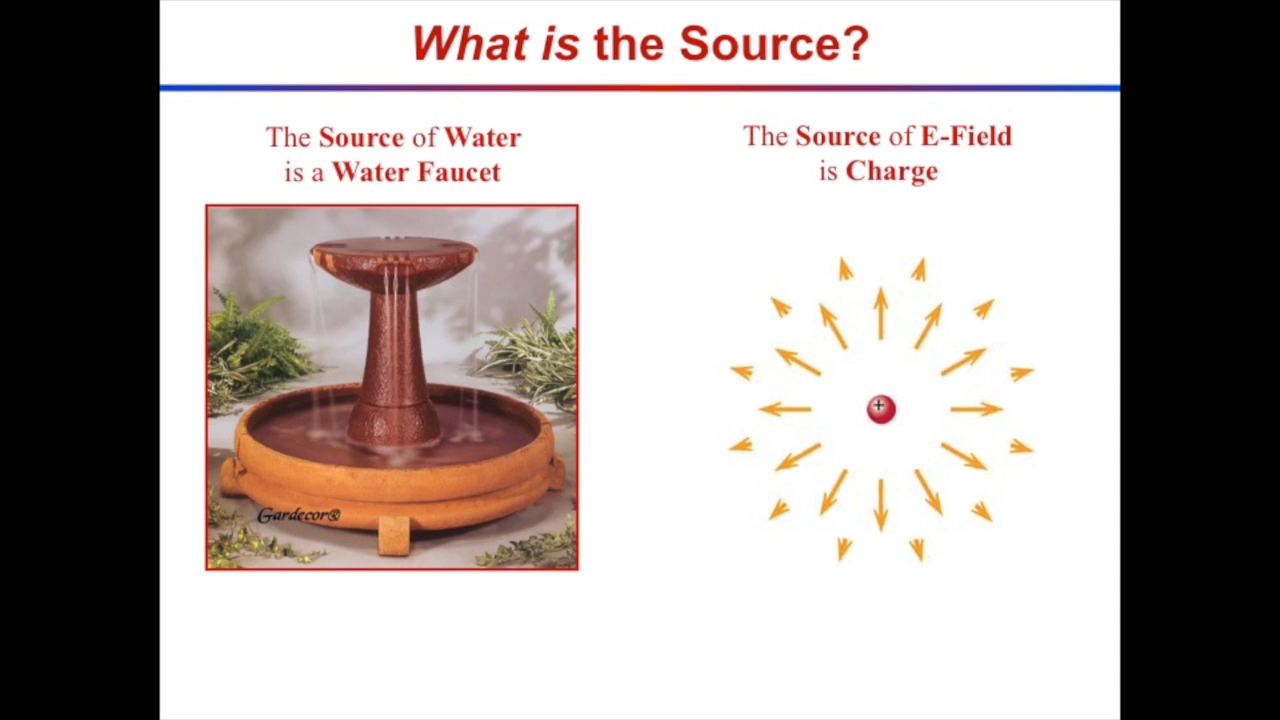 What is the Source?
The Source of Water
is a Water Faucet
The Source of E-Field
is Charge
Gardecor®
+